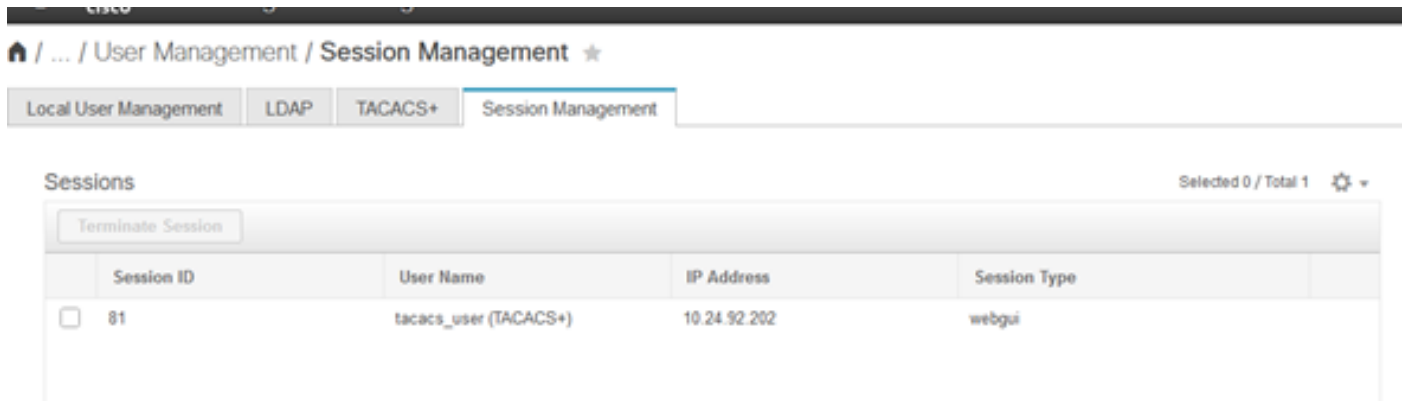 cisco
/ ... / User Management / Session Management
Local User Management LDAP TACACS+ Session Management
Sessions
Selected 0 / Total 1
Terminate Session
Session ID User Name IP Address Session Type
81 tacacs_user (TACACS+) 10.24.92.202 webgui